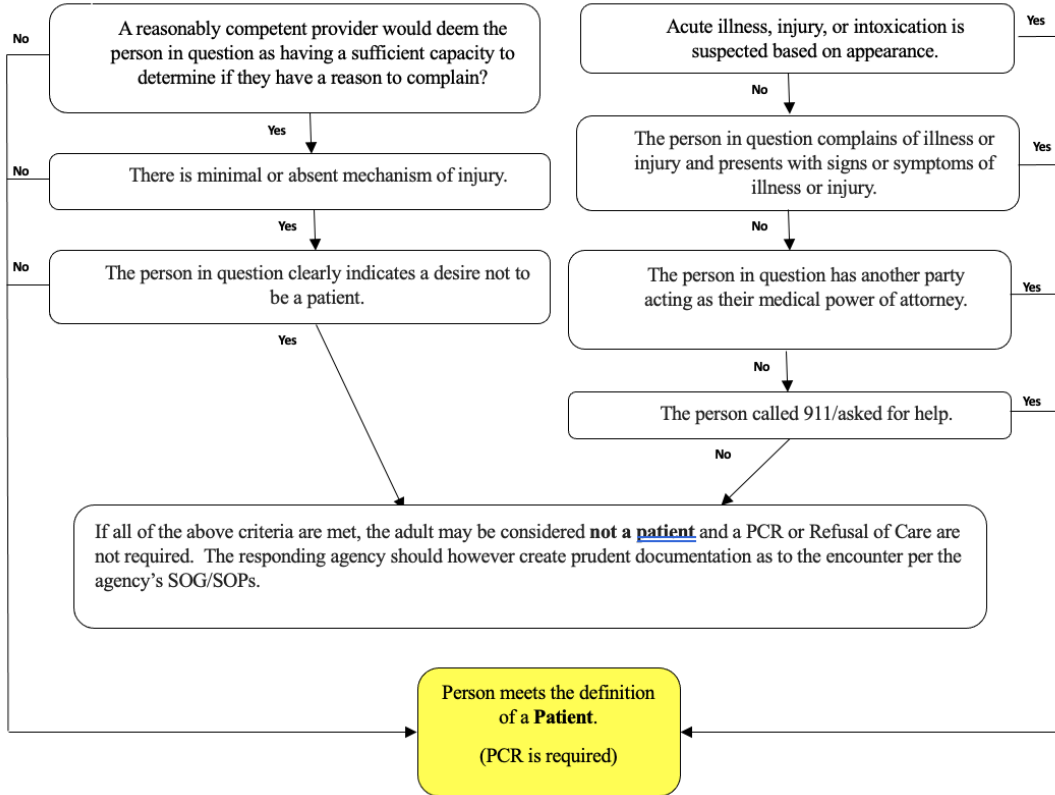 No
A reasonably competent provider would deem the
person in question as having a sufficient capacity to
determine if they have a reason to complain?
Yes
No
There is minimal or absent mechanism of injury.
Yes
No
The person in question clearly indicates a desire not to
be a patient.
Yes
Acute illness, injury, or intoxication is
suspected based on appearance.
Yes
No
The person in question complains of illness or
injury and presents with signs or symptoms of
illness or injury.
Yes
No
The person in question has another party
acting as their medical power of attorney.
Yes
No
The person called 911/asked for help.
Yes
No
If all of the above criteria are met, the adult may be considered not a patient and a PCR or Refusal of Care are
not required. The responding agency should however create prudent documentation as to the encounter per the
agency's SOG/SOPs.
Person meets the definition
of a Patient.
(PCR is required)